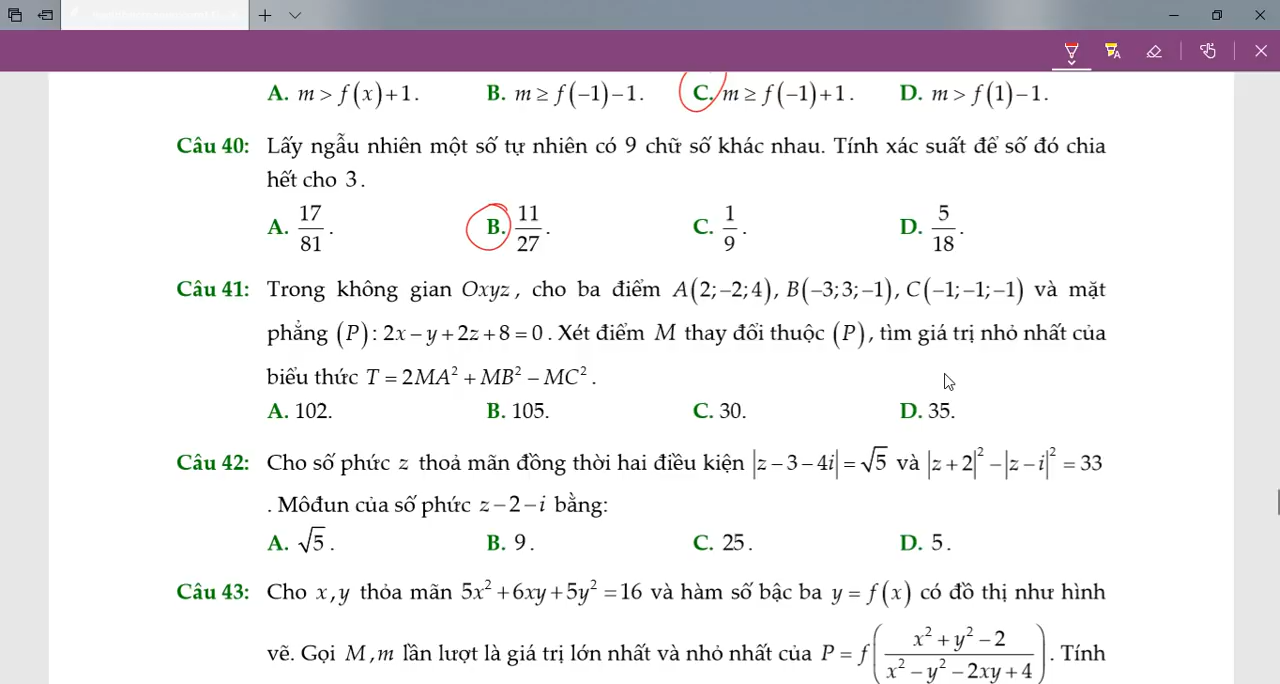 A. m > f(x)+1. B. m ≥ f(−1)−1. C. m ≥ f(−1)+1. D. m > f(1)−1.
Câu 40: Lấy ngẫu nhiên một số tự nhiên có 9 chữ số khác nhau. Tính xác suất để số đó chia
hết cho 3.
A. 17/81. B. 11/27. C. 1/9. D. 5/18.
Câu 41: Trong không gian Oxyz, cho ba điểm A(2;−2;4), B(−3;3;−1), C(−1;−1;−1) và mặt
phẳng (P): 2x − y + 2z + 8 = 0. Xét điểm M thay đổi thuộc (P), tìm giá trị nhỏ nhất của
biểu thức T = 2MA² + MB² − MC².
A. 102. B. 105. C. 30. D. 35.
Câu 42: Cho số phức z thoả mãn đồng thời hai điều kiện |z − 3 − 4i| = √5 và |z + 2|² − |z − i|² = 33
. Môđun của số phức z − 2 − i bằng:
A. √5. B. 9. C. 25. D. 5.
Câu 43: Cho x, y thỏa mãn 5x² + 6xy + 5y² = 16 và hàm số bậc ba y = f(x) có đồ thị như hình
vẽ. Gọi M, m lần lượt là giá trị lớn nhất và nhỏ nhất của P = f((x² + y² − 2)/(x² − y² − 2xy + 4)). Tính